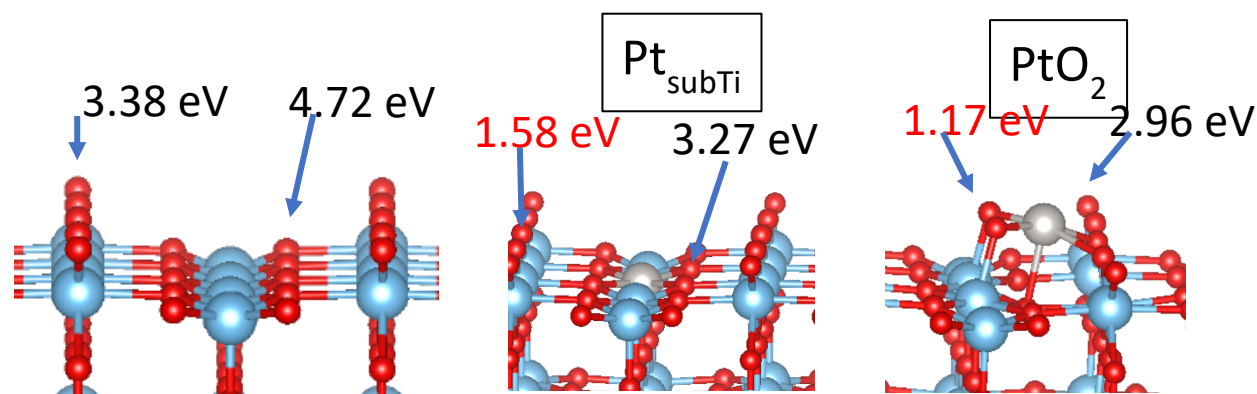 3.38 eV
4.72 eV
Pt_subTi
1.58 eV
3.27 eV
PtO₂
1.17 eV
2.96 eV